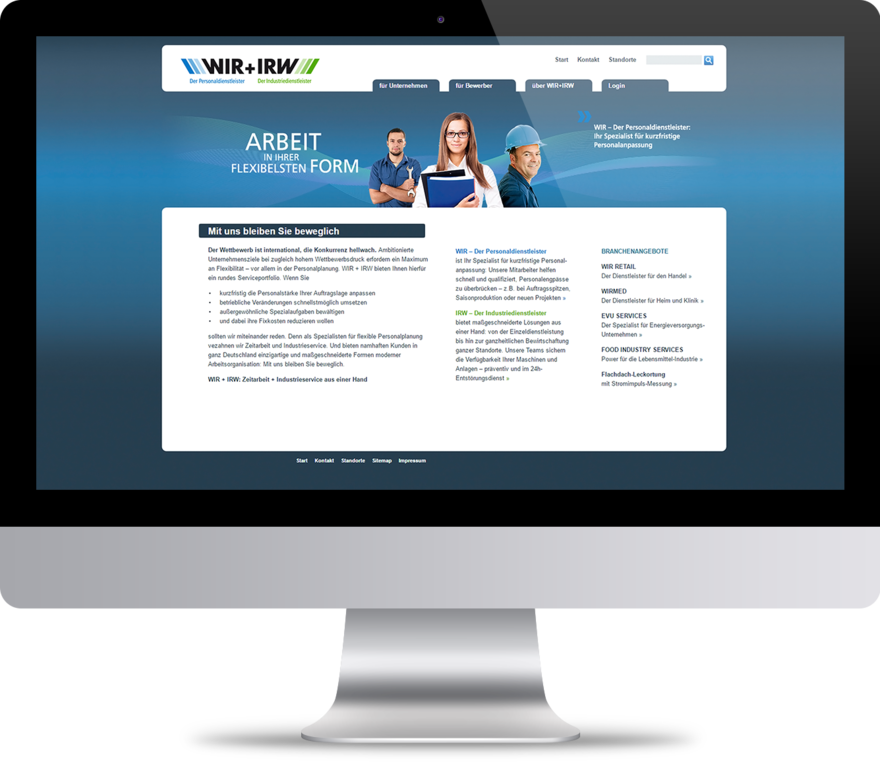 WIR+IRW
Der Personaldienstleister
Der Industriedienstleister
Start Kontakt Standorte
für Unternehmen für Bewerber über WIR+IRW Login
ARBEIT
IN IHRER
FLEXIBELSTEN FORM
»
WIR – Der Personaldienstleister:
Ihr Spezialist für kurzfristige
Personalanpassung
Mit uns bleiben Sie beweglich
Der Wettbewerb ist international, die Konkurrenz hellwach. Ambitionierte
Unternehmensziele bei zugleich hohem Wettbewerbsdruck erfordern ein Maximum
an Flexibilität – vor allem in der Personalplanung. WIR + IRW bieten Ihnen hierfür
ein rundes Serviceportfolio. Wenn Sie
• kurzfristig die Personalstärke Ihrer Auftragslage anpassen
• betriebliche Veränderungen schnellstmöglich umsetzen
• außergewöhnliche Spezialaufgaben bewältigen
• und dabei ihre Fixkosten reduzieren wollen
sollten wir miteinander reden. Denn als Spezialisten für flexible Personalplanung
verzahnen wir Zeitarbeit und Industrieservice. Und bieten namhaften Kunden in
ganz Deutschland einzigartige und maßgeschneiderte Formen moderner
Arbeitsorganisation: Mit uns bleiben Sie beweglich.
WIR + IRW: Zeitarbeit + Industrieservice aus einer Hand
WIR – Der Personaldienstleister
ist Ihr Spezialist für kurzfristige Personal-
anpassung: Unsere Mitarbeiter helfen
schnell und qualifiziert, Personalengpässe
zu überbrücken – z.B. bei Auftragsspitzen,
Saisonproduktion oder neuen Projekten »
IRW – Der Industriedienstleister
bietet maßgeschneiderte Lösungen aus
einer Hand: von der Einzeldienstleistung
bis hin zur ganzheitlichen Bewirtschaftung
ganzer Standorte. Unsere Teams sichern
die Verfügbarkeit Ihrer Maschinen und
Anlagen – präventiv und im 24h-
Entstörungsdienst »
BRANCHENANGEBOTE
WIR RETAIL
Der Dienstleister für den Handel »
WIRMED
Der Dienstleister für Heim und Klinik »
EVU SERVICES
Der Spezialist für Energieversorgungs-
Unternehmen »
FOOD INDUSTRY SERVICES
Power für die Lebensmittel-Industrie »
Flachdach-Leckortung
mit Stromimpuls-Messung »
Start Kontakt Standorte Sitemap Impressum